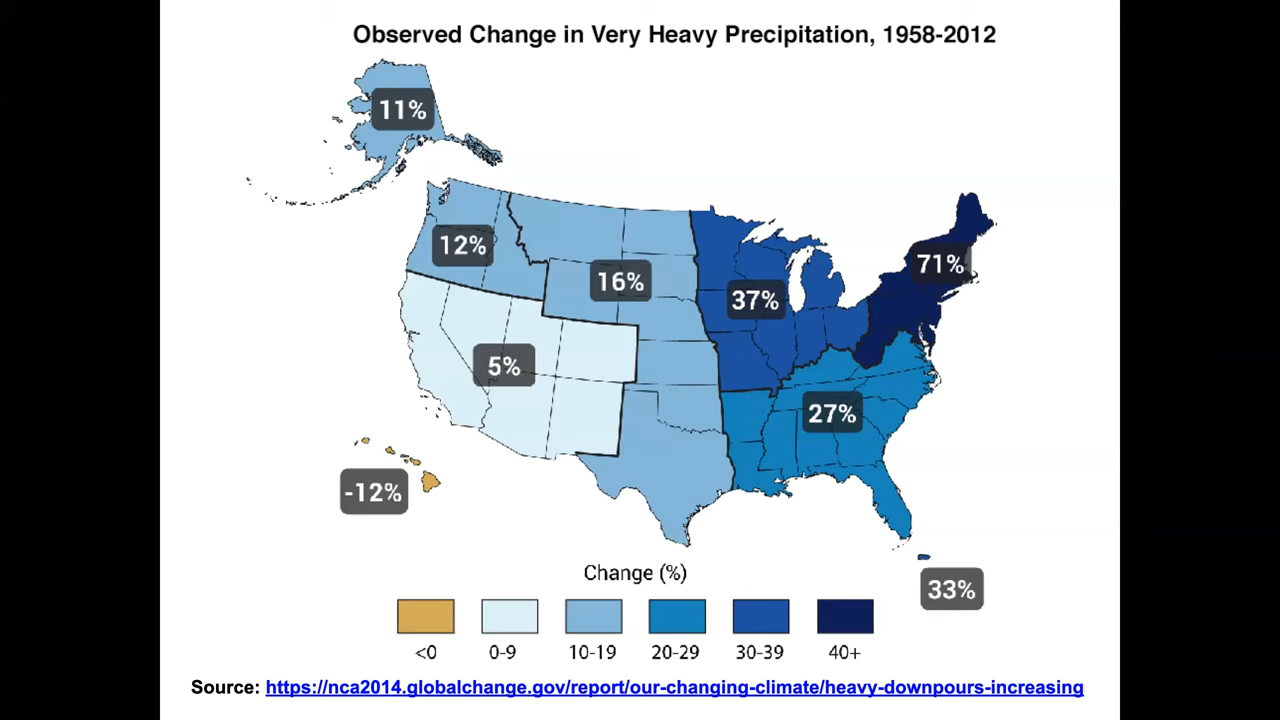 Observed Change in Very Heavy Precipitation, 1958-2012
11%
12%
16%
37%
71%
5%
27%
-12%
33%
Change (%)
<0 0-9 10-19 20-29 30-39 40+
Source: https://nca2014.globalchange.gov/report/our-changing-climate/heavy-downpours-increasing